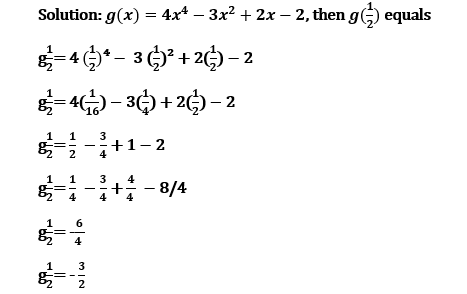 Solution: g(x) = 4x⁴ − 3x² + 2x − 2, then g(1/2) equals
g1/2= 4 (1/2)⁴ − 3 (1/2)² + 2(1/2) − 2
g1/2= 4(1/16) − 3(1/4) + 2(1/2) − 2
g1/2= 1/2 − 3/4 + 1 − 2
g1/2= 1/4 − 3/4 + 4/4 − 8/4
g1/2= -6/4
g1/2= -3/2